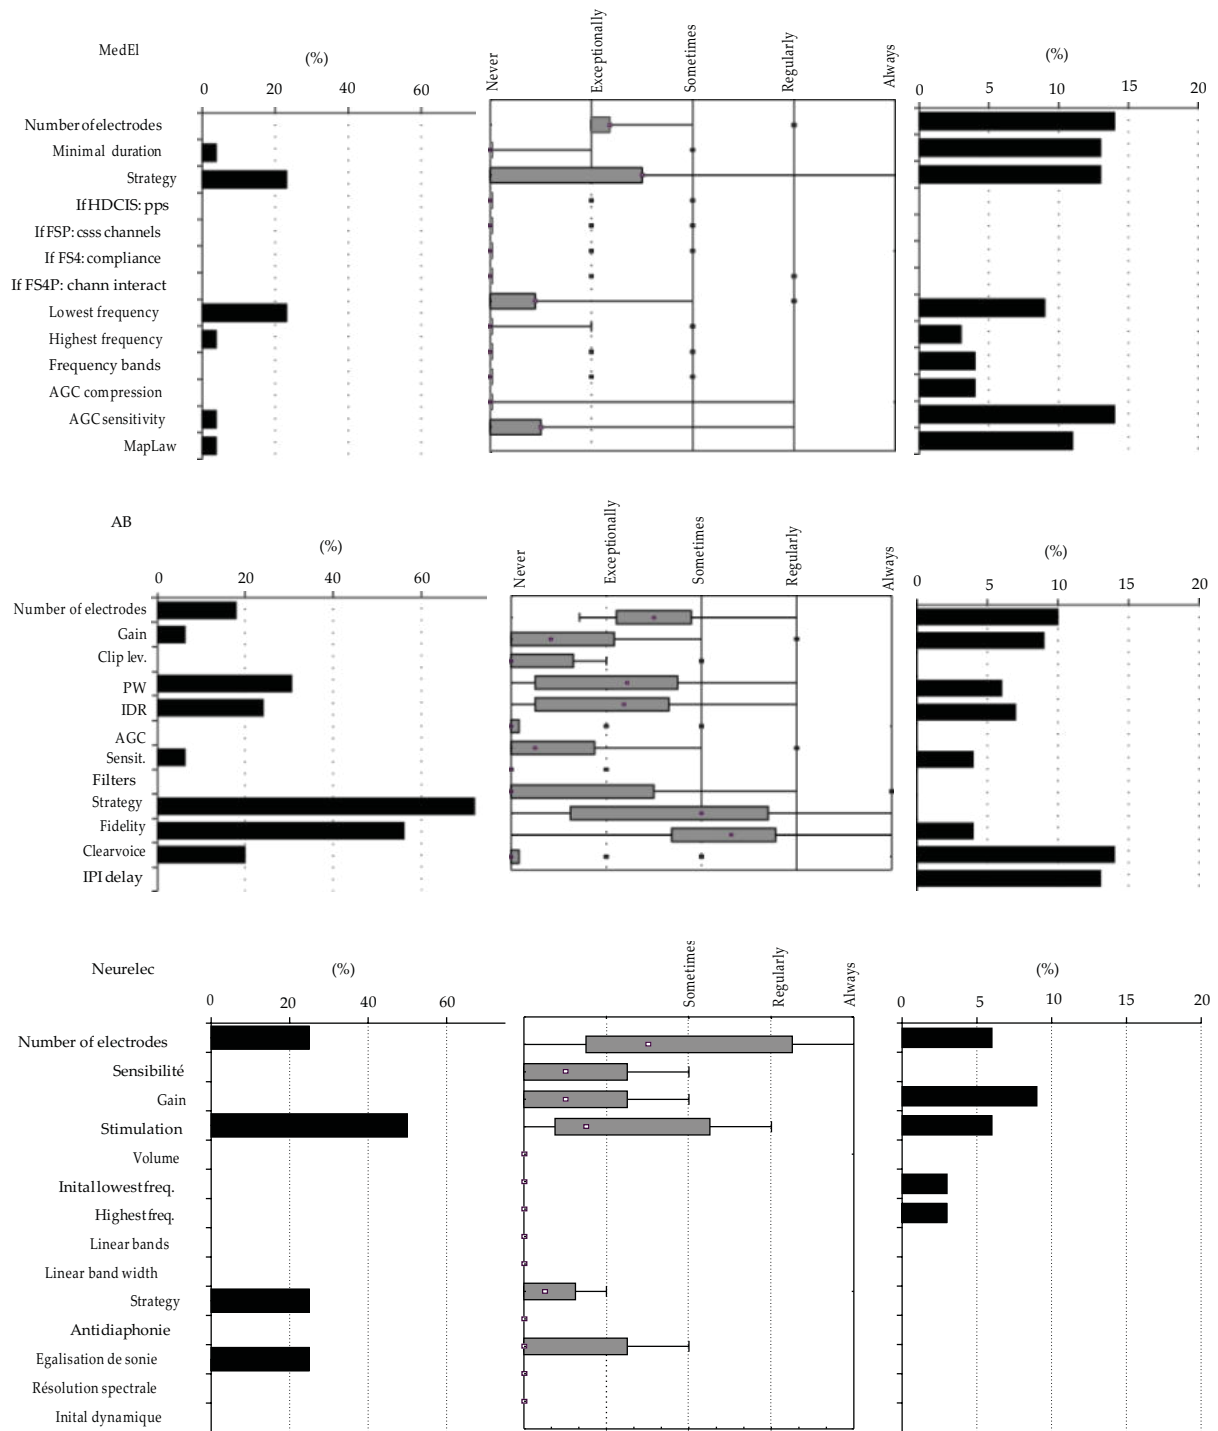 MedEl
(%)
0 20 40 60
Never
Exceptionally
Sometimes
Regularly
Always
(%)
0 5 10 15 20
Number of electrodes
Minimal duration
Strategy
If HDCIS: pps
If FSP: csss channels
If FS4: compliance
If FS4P: chann interact
Lowest frequency
Highest frequency
Frequency bands
AGC compression
AGC sensitivity
MapLaw
AB
(%)
0 20 40 60
Never
Exceptionally
Sometimes
Regularly
Always
(%)
0 5 10 15 20
Number of electrodes
Gain
Clip lev.
PW
IDR
AGC
Sensit.
Filters
Strategy
Fidelity
Clearvoice
IPI delay
Neurelec
(%)
0 20 40 60
Sometimes
Regularly
Always
(%)
0 5 10 15 20
Number of electrodes
Sensibilité
Gain
Stimulation
Volume
Inital lowest freq.
Highest freq.
Linear bands
Linear band width
Strategy
Antidiaphonie
Egalisation de sonie
Résolution spectrale
Inital dynamique